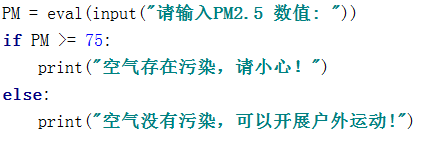 PM = eval(input("请输入PM2.5 数值: "))
if PM >= 75:
    print("空气存在污染，请小心！")
else:
    print("空气没有污染，可以开展户外运动!")